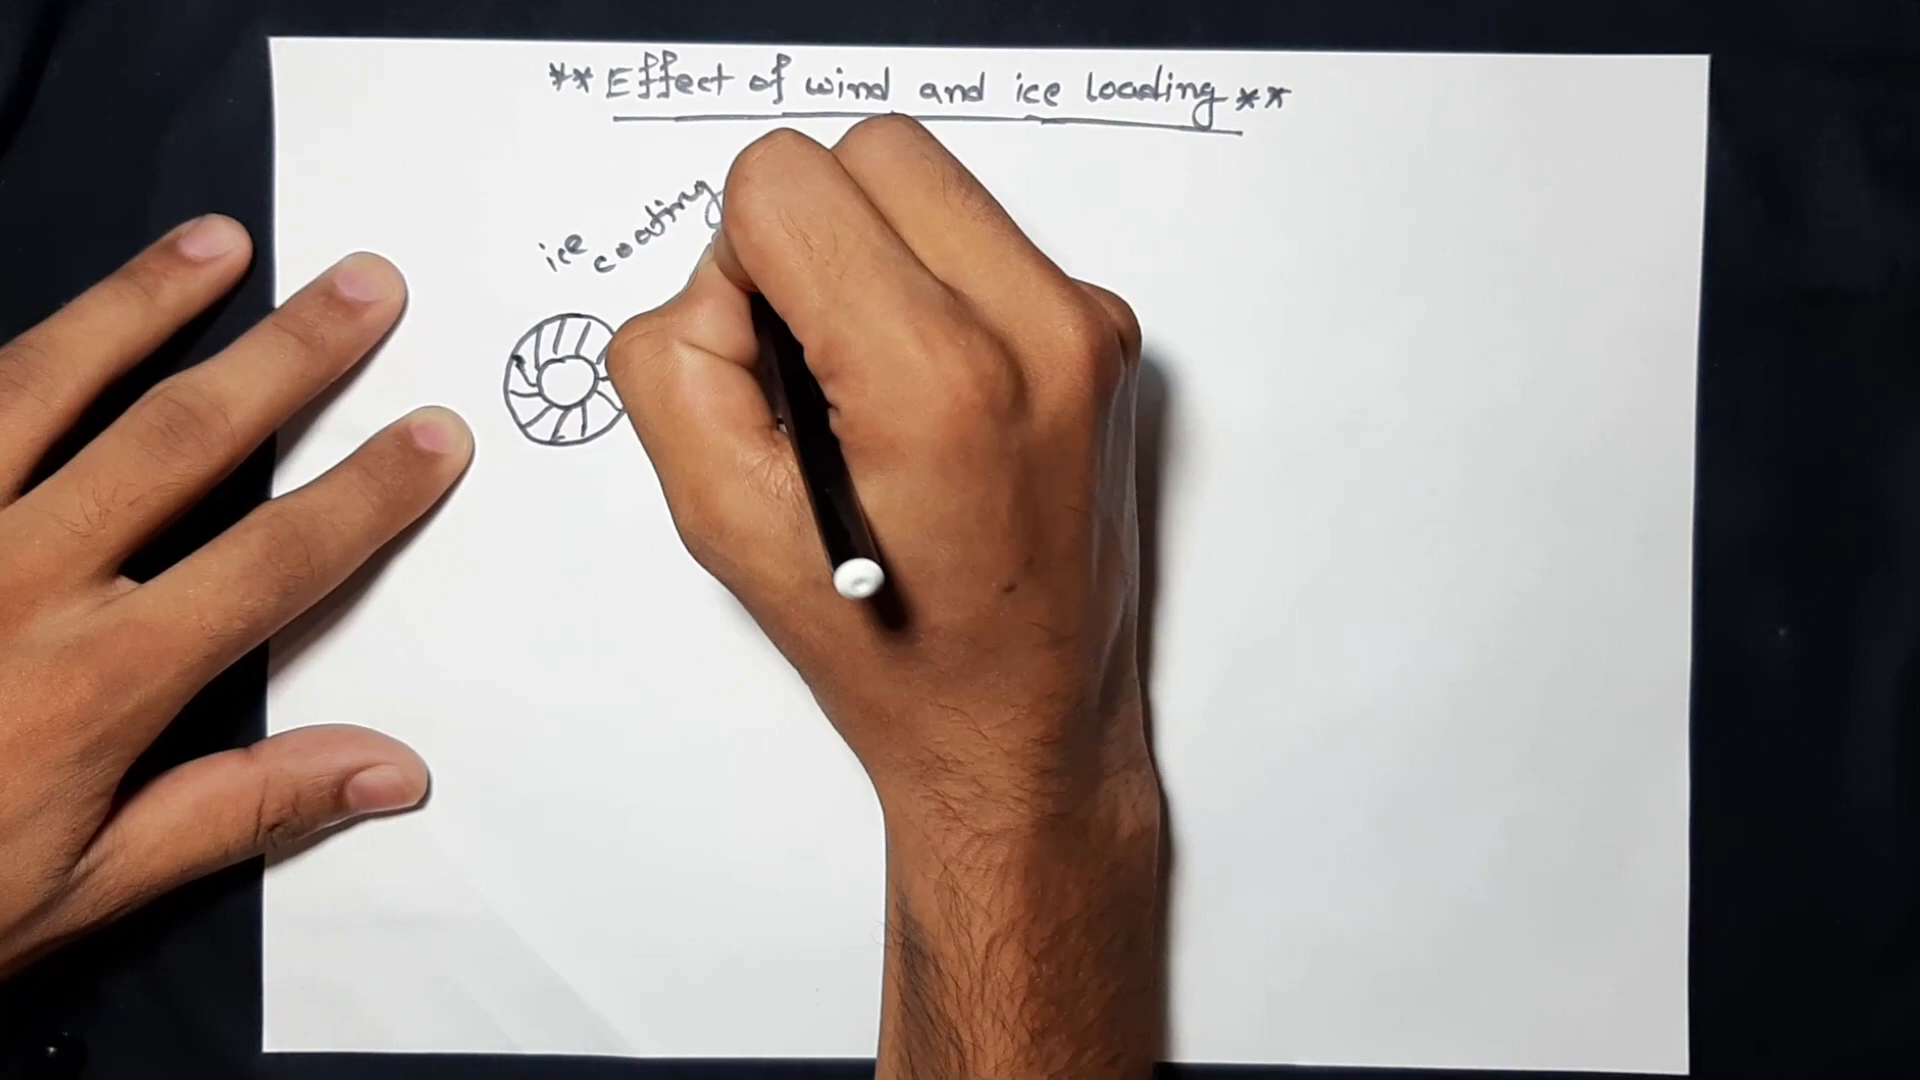 ** Effect of wind and ice loading **
ice coating